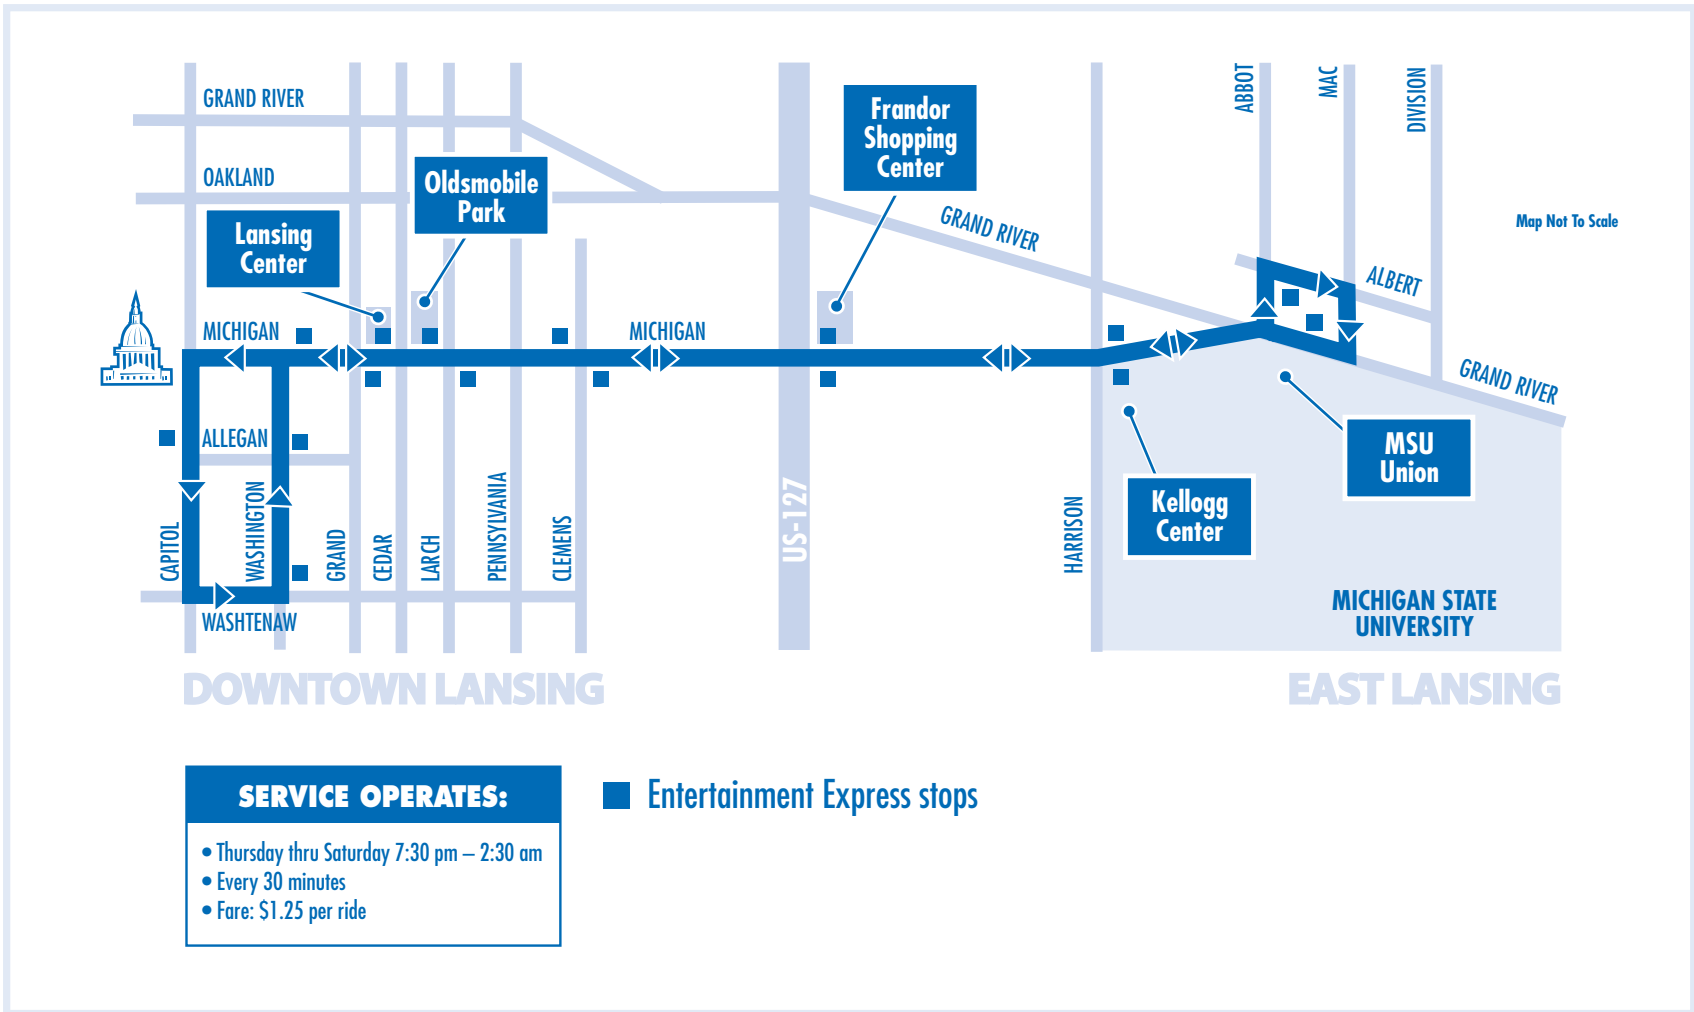 GRAND RIVER
OAKLAND
Lansing
Center
Oldsmobile
Park
Frandor
Shopping
Center
GRAND RIVER
ABBOT
MAC
DIVISION
Map Not To Scale
ALBERT
GRAND RIVER
MICHIGAN
MICHIGAN
ALLEGAN
CAPITOL
WASHINGTON
GRAND
CEDAR
LARCH
PENNSYLVANIA
CLEMENS
US-127
HARRISON
WASHTENAW
MSU
Union
Kellogg
Center
MICHIGAN STATE
UNIVERSITY
DOWNTOWN LANSING
EAST LANSING
SERVICE OPERATES:
• Thursday thru Saturday 7:30 pm – 2:30 am
• Every 30 minutes
• Fare: $1.25 per ride
Entertainment Express stops